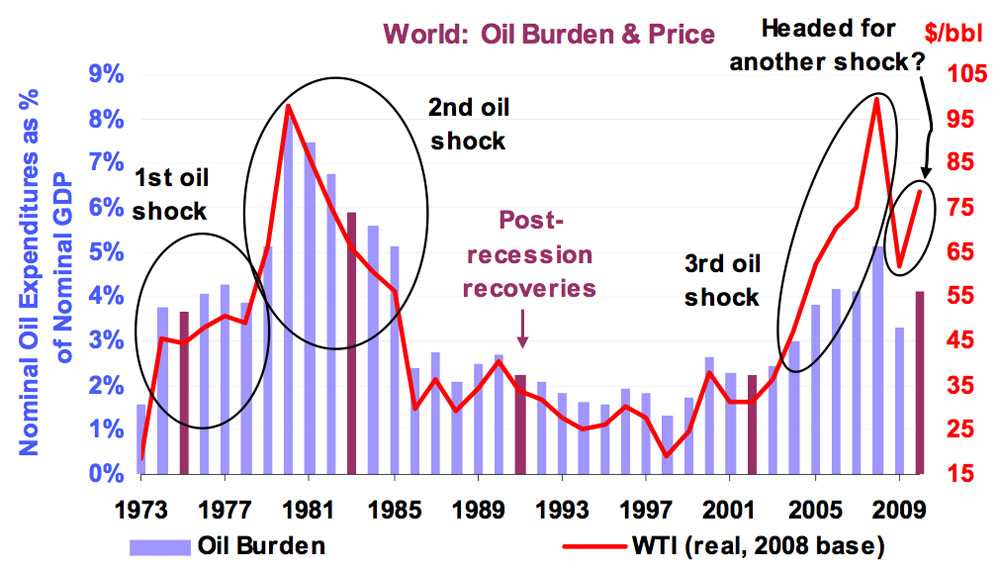 World: Oil Burden & Price
Headed for
another shock?
$/bbl
Nominal Oil Expenditures as %
of Nominal GDP
9%
8%
7%
6%
5%
4%
3%
2%
1%
0%
1st oil
shock
2nd oil
shock
Post-
recession
recoveries
3rd oil
shock
105
95
85
75
65
55
45
35
25
15
1973 1977 1981 1985 1989 1993 1997 2001 2005 2009
Oil Burden WTI (real, 2008 base)